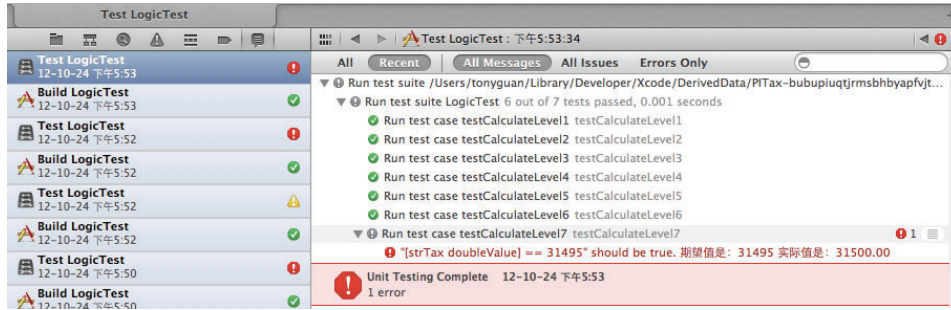 Test LogicTest
Test LogicTest
12-10-24 下午5:53
Build LogicTest
12-10-24 下午5:53
Test LogicTest
12-10-24 下午5:52
Build LogicTest
12-10-24 下午5:52
Test LogicTest
12-10-24 下午5:52
Build LogicTest
12-10-24 下午5:52
Test LogicTest
12-10-24 下午5:50
Build LogicTest
12-10-24 下午5:50
Test LogicTest : 下午5:53:34
All Recent All Messages All Issues Errors Only
Run test suite /Users/tonyguan/Library/Developer/Xcode/DerivedData/PITax-bubupiuqtjrmsbhbyapfvjt...
Run test suite LogicTest 6 out of 7 tests passed, 0.001 seconds
Run test case testCalculateLevel1 testCalculateLevel1
Run test case testCalculateLevel2 testCalculateLevel2
Run test case testCalculateLevel3 testCalculateLevel3
Run test case testCalculateLevel4 testCalculateLevel4
Run test case testCalculateLevel5 testCalculateLevel5
Run test case testCalculateLevel6 testCalculateLevel6
Run test case testCalculateLevel7 testCalculateLevel7 1
"[strTax doubleValue] == 31495" should be true. 期望值是: 31495 实际值是: 31500.00
Unit Testing Complete 12-10-24 下午5:53
1 error